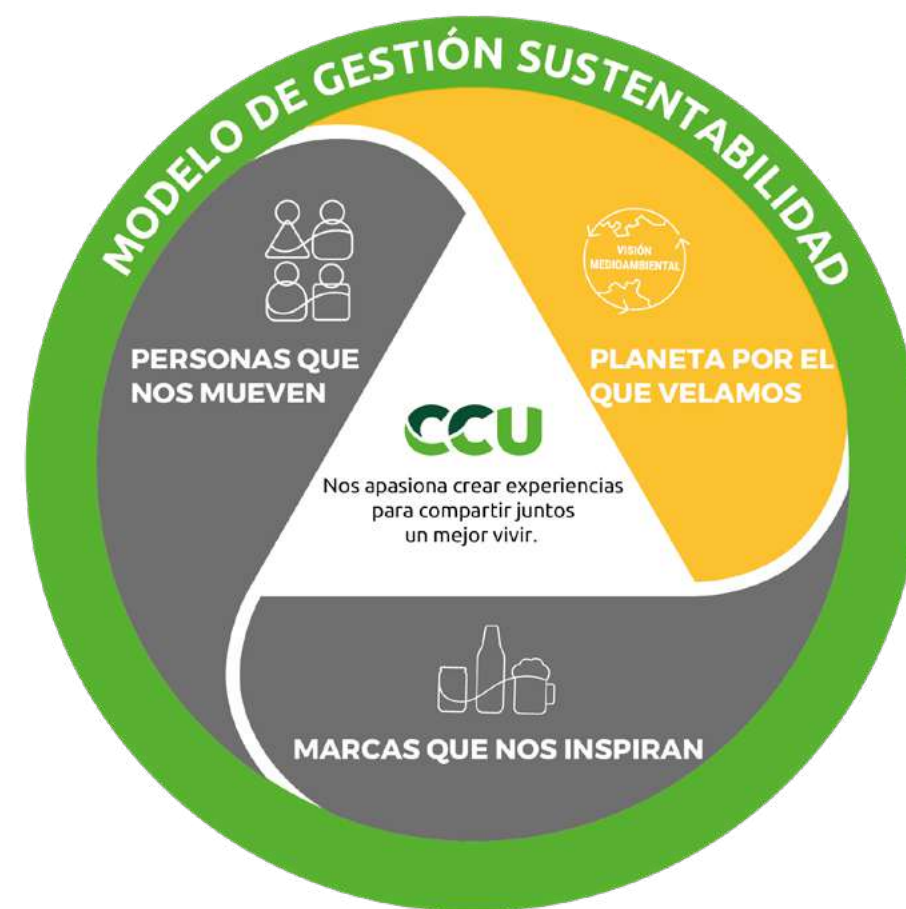 MODELO DE GESTIÓN SUSTENTABILIDAD
PERSONAS QUE
NOS MUEVEN
VISIÓN
MEDIOAMBIENTAL
PLANETA POR EL
QUE VELAMOS
CCU
Nos apasiona crear experiencias
para compartir juntos
un mejor vivir.
MARCAS QUE NOS INSPIRAN